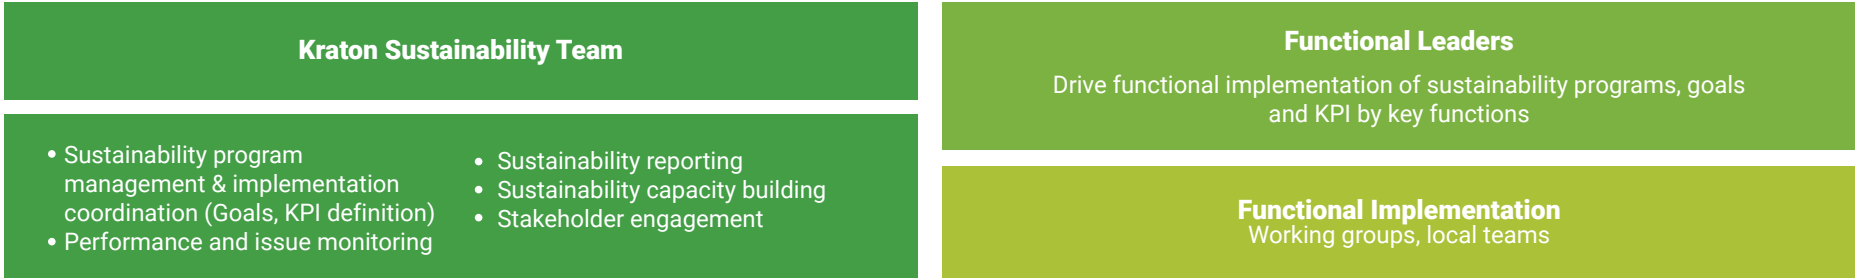 Kraton Sustainability Team
• Sustainability program
management & implementation
coordination (Goals, KPI definition)
• Performance and issue monitoring
• Sustainability reporting
• Sustainability capacity building
• Stakeholder engagement
Functional Leaders
Drive functional implementation of sustainability programs, goals
and KPI by key functions
Functional Implementation
Working groups, local teams